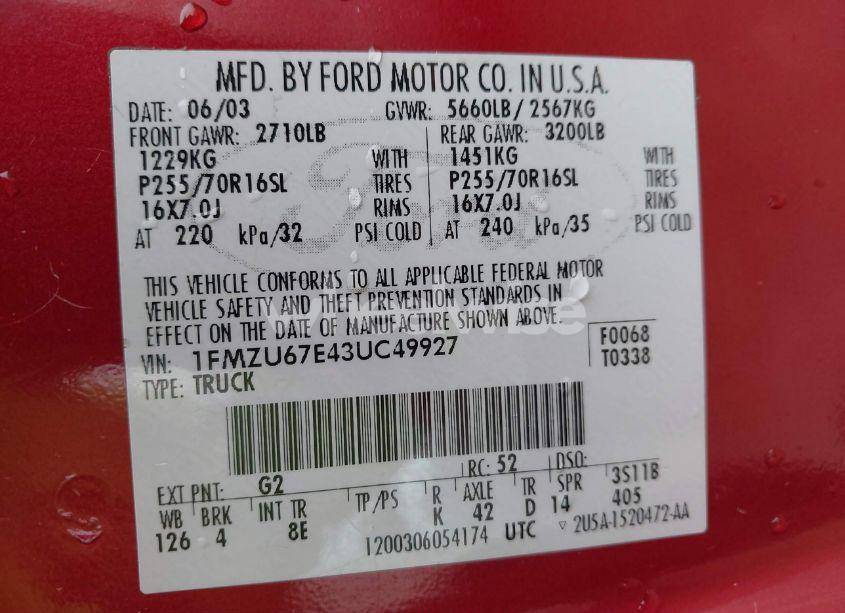 MFD. BY FORD MOTOR CO. IN U.S.A.
DATE: 06/03 GVWR: 5660LB/ 2567KG
FRONT GAWR: 2710LB REAR GAWR: 3200LB
1229KG WITH 1451KG WITH
P255/70R16SL TIRES P255/70R16SL TIRES
16X7.0J RIMS 16X7.0J RIMS
AT 220 kPa/32 PSI COLD AT 240 kPa/35 PSI COLD
THIS VEHICLE CONFORMS TO ALL APPLICABLE FEDERAL MOTOR
VEHICLE SAFETY AND THEFT PREVENTION STANDARDS IN
EFFECT ON THE DATE OF MANUFACTURE SHOWN ABOVE.
VIN: 1FMZU67E43UC49927 F0068
TYPE: TRUCK T0338
EXT PNT: G2 RC: 52 DSO:
WB BRK INT TR TP/PS R AXLE TR SPR 3S11B
126 4 8E K 42 D 14 405
1200306054174 UTC ▽ 2U5A-1520472-AA